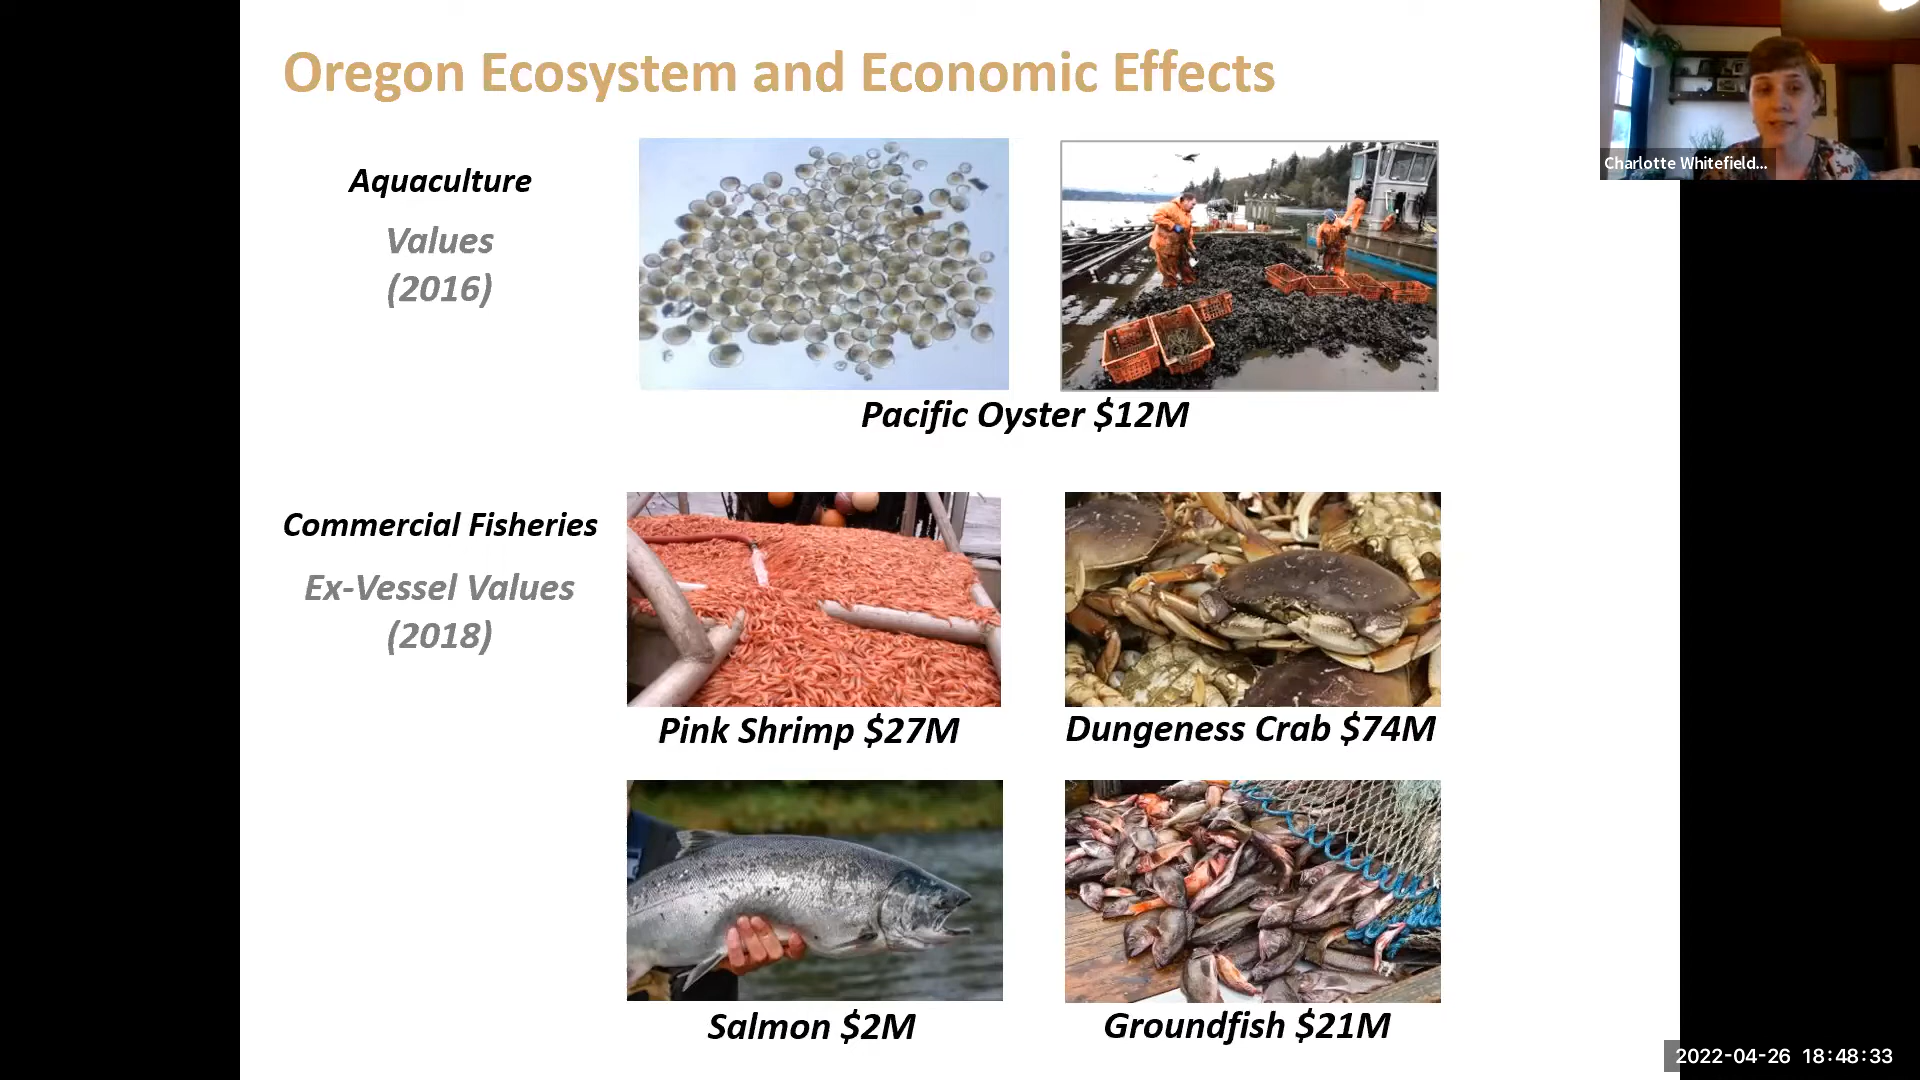 Oregon Ecosystem and Economic Effects
Charlotte Whitefield...
Aquaculture
Values
(2016)
Pacific Oyster $12M
Commercial Fisheries
Ex-Vessel Values
(2018)
Pink Shrimp $27M
Dungeness Crab $74M
Salmon $2M
Groundfish $21M
2022-04-26 18:48:33